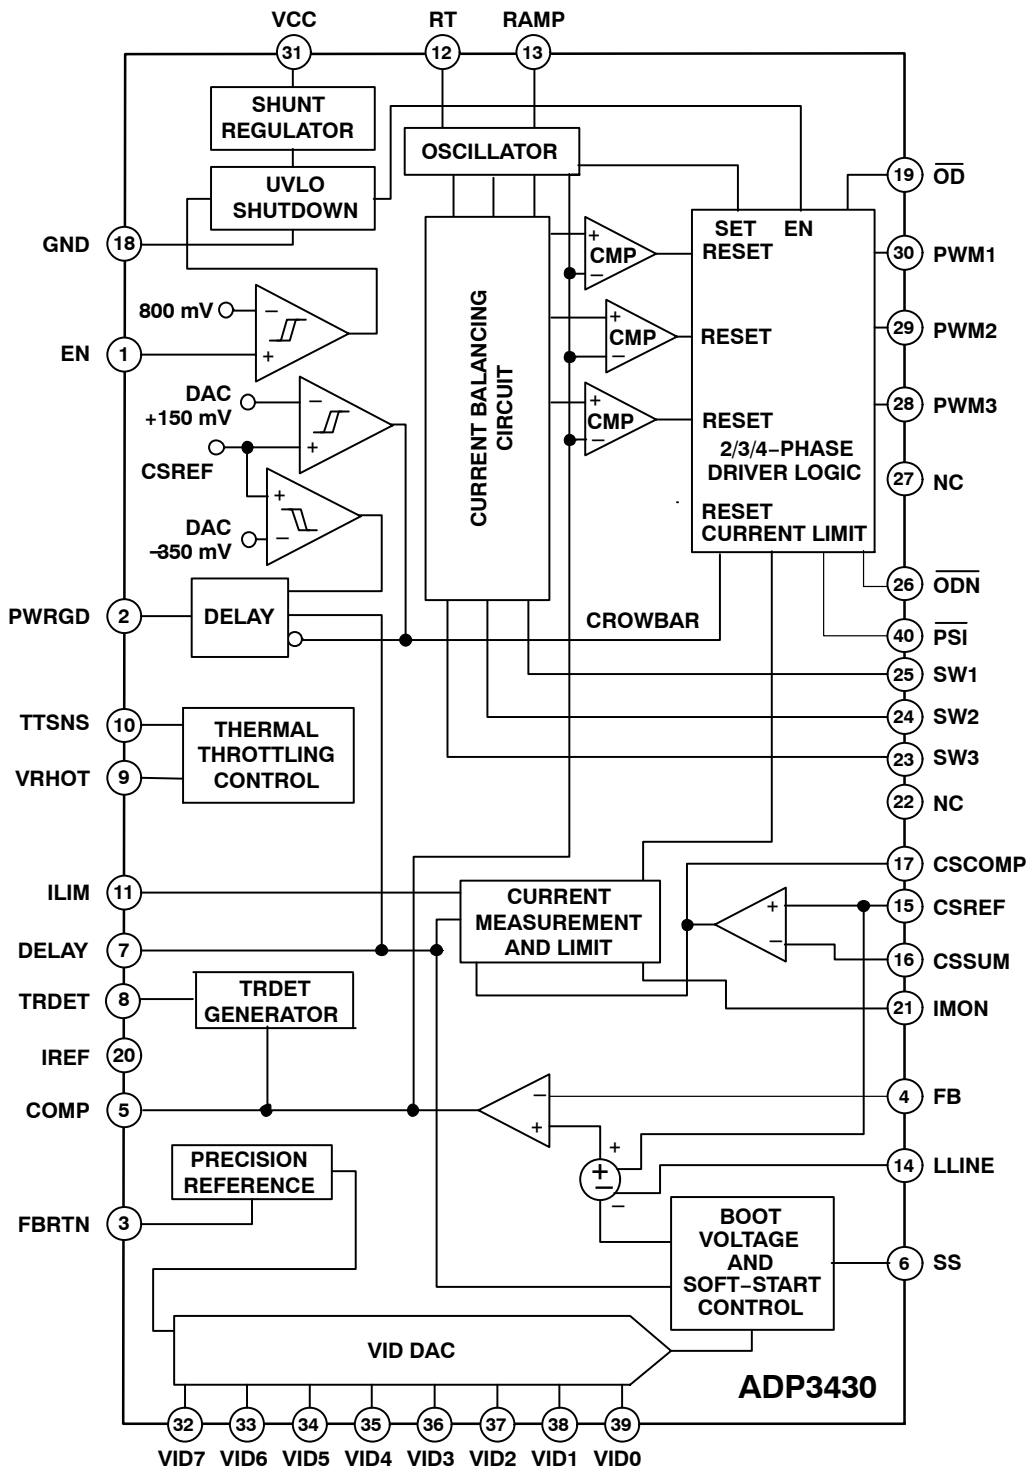 VCC RT RAMP
31 12 13
SHUNT
REGULATOR
OSCILLATOR
UVLO
SHUTDOWN
19 OD
GND 18
SET EN
RESET
+ CMP −
30 PWM1
800 mV −
+
EN 1
+ CMP −
RESET
29 PWM2
DAC
+150 mV
−
+
CSREF
+ CMP −
RESET
28 PWM3
2/3/4−PHASE
DRIVER LOGIC
CURRENT BALANCING
CIRCUIT
27 NC
+
DAC
−350 mV
−
RESET
CURRENT LIMIT
26 ODN
PWRGD 2
DELAY
CROWBAR
40 PSI
25 SW1
24 SW2
23 SW3
TTSNS 10
VRHOT 9
THERMAL
THROTTLING
CONTROL
22 NC
17 CSCOMP
ILIM 11
CURRENT
MEASUREMENT
AND LIMIT
+
−
15 CSREF
DELAY 7
16 CSSUM
TRDET 8
TRDET
GENERATOR
21 IMON
IREF 20
COMP 5
−
+
4 FB
PRECISION
REFERENCE
+
+
−
−
14 LLINE
FBRTN 3
BOOT
VOLTAGE
AND
SOFT−START
CONTROL
6 SS
VID DAC
ADP3430
32 33 34 35 36 37 38 39
VID7 VID6 VID5 VID4 VID3 VID2 VID1 VID0